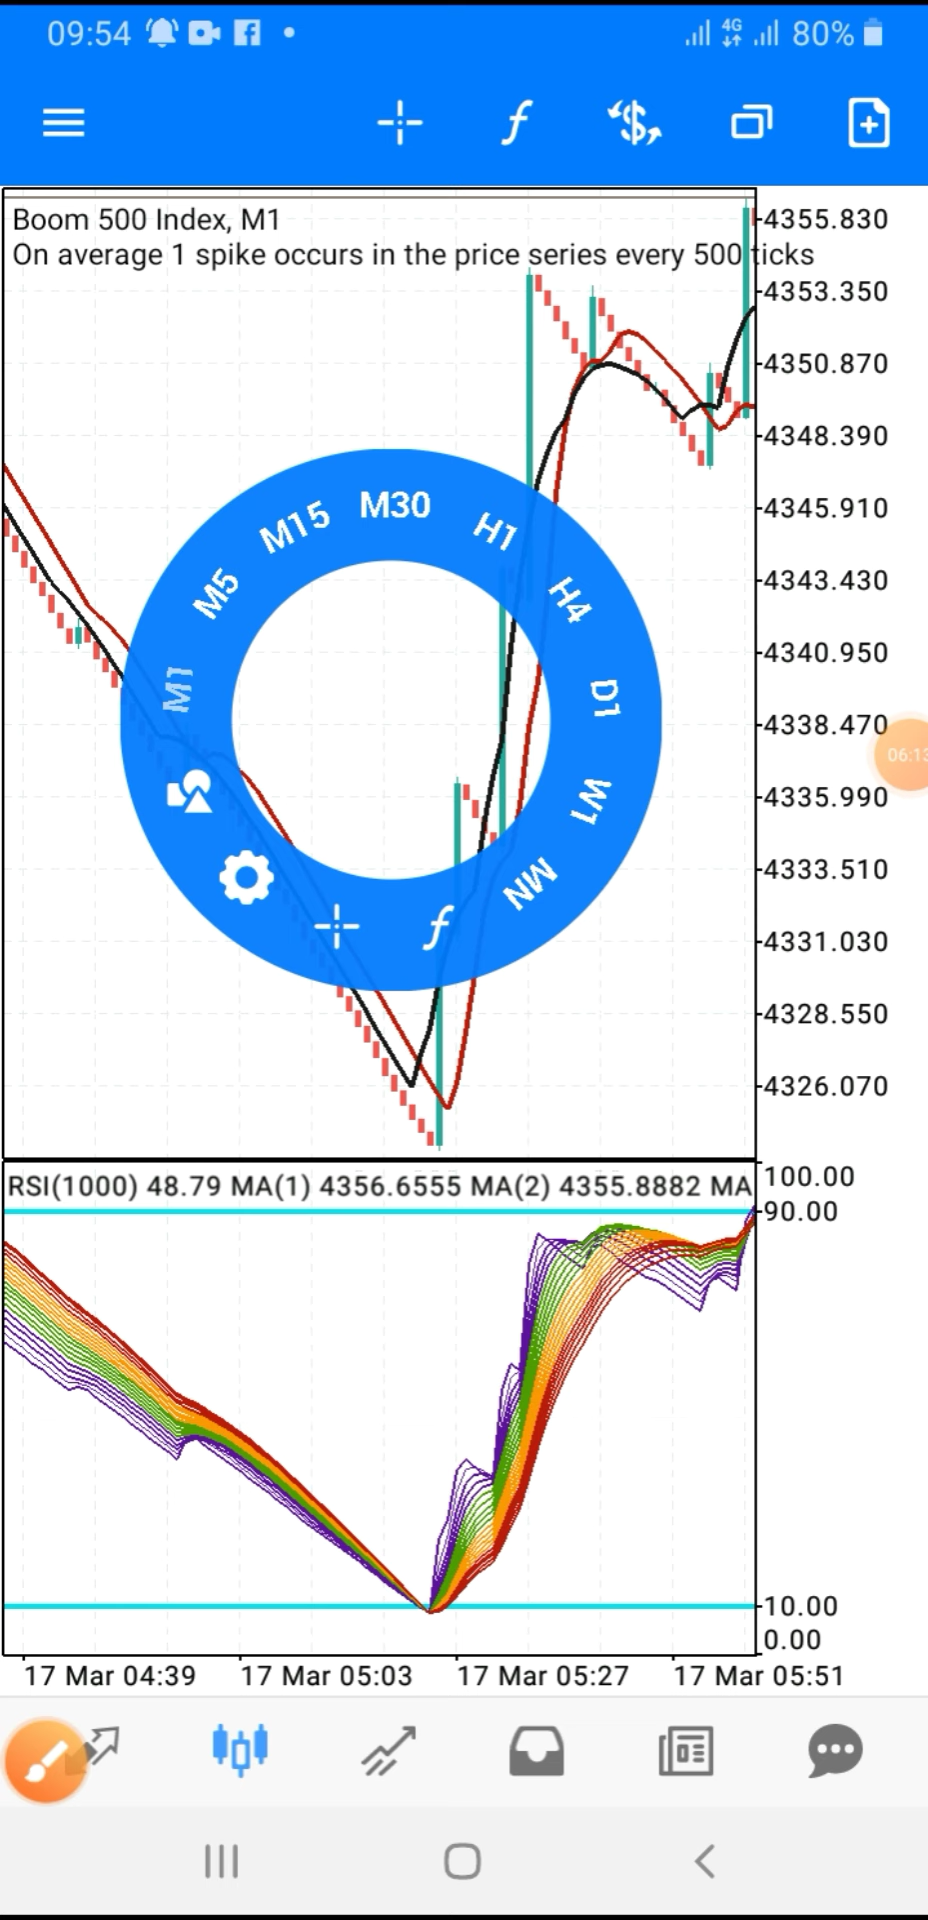 09:54
4G
80%
Boom 500 Index, M1
On average 1 spike occurs in the price series every 500 ticks
4355.830
4353.350
4350.870
4348.390
4345.910
4343.430
4340.950
4338.470
4335.990
4333.510
4331.030
4328.550
4326.070
M1
M5
M15
M30
H1
H4
D1
W1
MN
06:13
RSI(1000) 48.79 MA(1) 4356.6555 MA(2) 4355.8882 MA
100.00
90.00
10.00
0.00
17 Mar 04:39
17 Mar 05:03
17 Mar 05:27
17 Mar 05:51